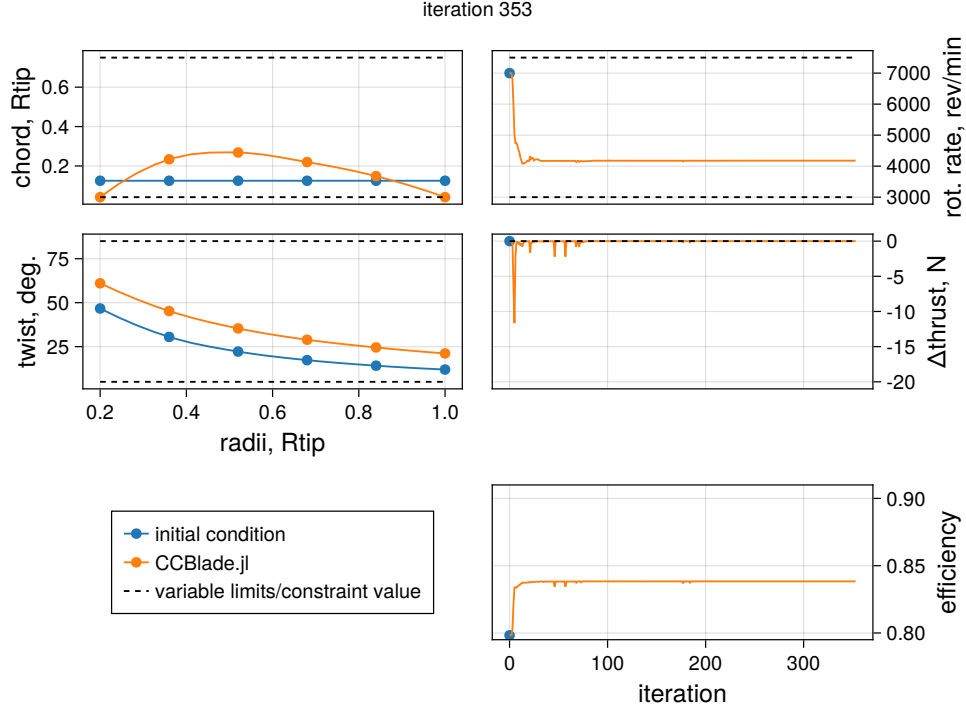 iteration 353
chord, Rtip
0.6
0.4
0.2
rot. rate, rev/min
7000
6000
5000
4000
3000
twist, deg.
75
50
25
0.2
0.4
0.6
0.8
1.0
radii, Rtip
Δthrust, N
0
-5
-10
-15
-20
initial condition
CCBlade.jl
variable limits/constraint value
efficiency
0.90
0.85
0.80
0
100
200
300
iteration